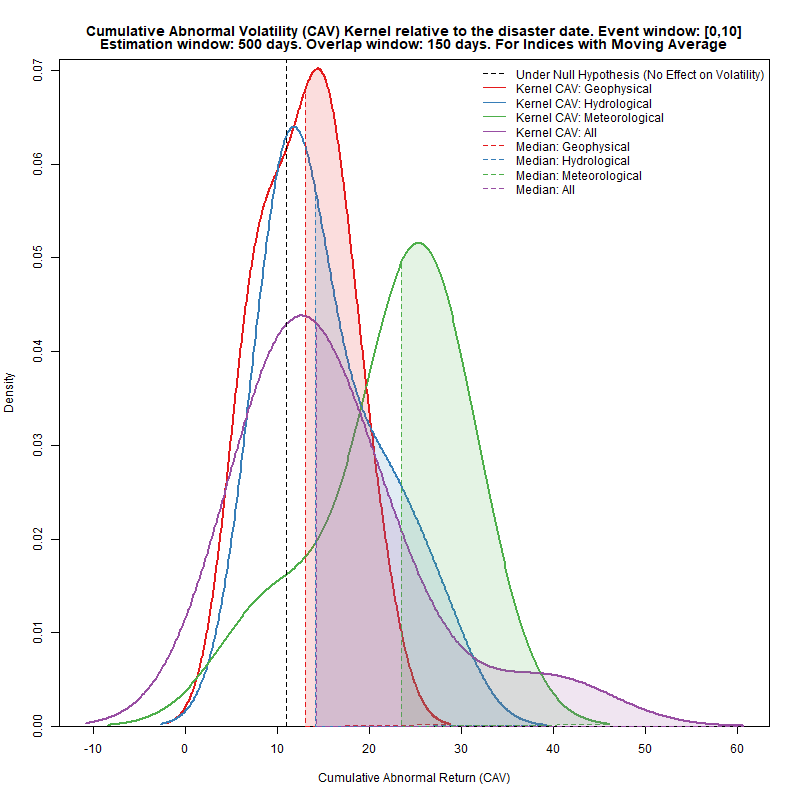 Cumulative Abnormal Volatility (CAV) Kernel relative to the disaster date. Event window: [0,10]
Estimation window: 500 days. Overlap window: 150 days. For Indices with Moving Average
Under Null Hypothesis (No Effect on Volatility)
Kernel CAV: Geophysical
Kernel CAV: Hydrological
Kernel CAV: Meteorological
Kernel CAV: All
Median: Geophysical
Median: Hydrological
Median: Meteorological
Median: All
0.07
0.06
0.05
0.04
0.03
0.02
0.01
0.00
Density
-10 0 10 20 30 40 50 60
Cumulative Abnormal Return (CAV)